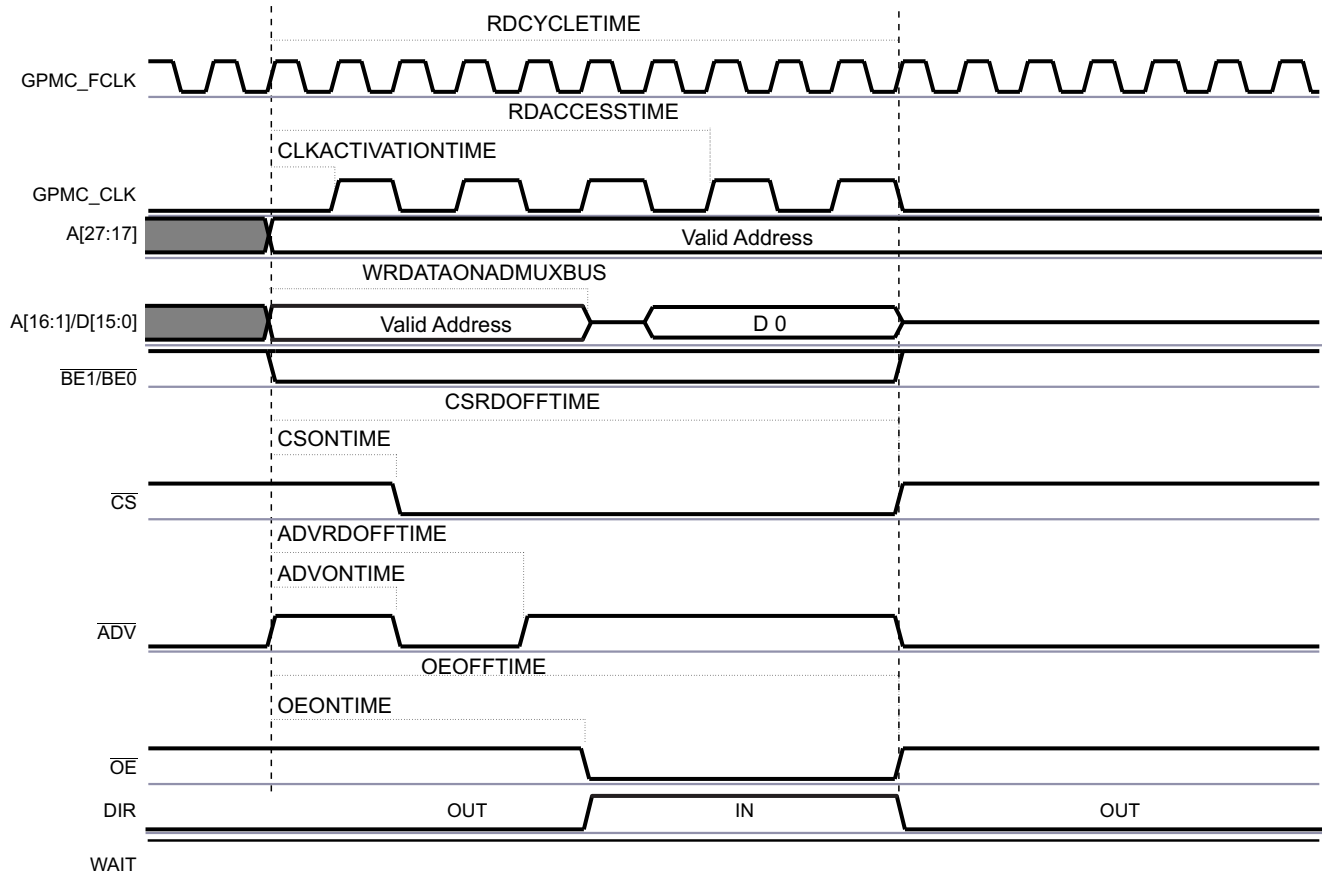 RDCYCLETIME
GPMC_FCLK
RDACCESSTIME
CLKACTIVATIONTIME
GPMC_CLK
A[27:17]
Valid Address
WRDATAONADMUXBUS
A[16:1]/D[15:0]
Valid Address
D 0
BE1/BE0
CSRDOFFTIME
CSONTIME
CS
ADVRDOFFTIME
ADVONTIME
ADV
OEOFFTIME
OEONTIME
OE
DIR
OUT
IN
OUT
WAIT